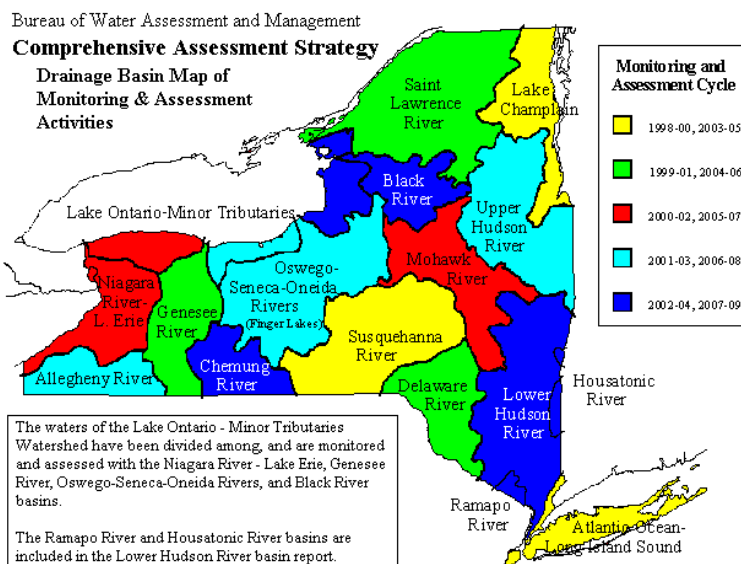 Bureau of Water Assessment and Management
Comprehensive Assessment Strategy
Drainage Basin Map of
Monitoring & Assessment
Activities
Monitoring and
Assessment Cycle
1998-00, 2003-05
1999-01, 2004-06
2000-02, 2005-07
2001-03, 2006-08
2002-04, 2007-09
Saint
Lawrence
River
Lake
Champlain
Black
River
Upper
Hudson
River
Lake Ontario-Minor Tributaries
Mohawk
River
Oswego-
Seneca-Oneida
Rivers
(Finger Lakes)
Niagara
River-
L. Erie
Genesee
River
Susquehanna
River
Chemung
River
Allegheny River
Delaware
River
Lower
Hudson
River
Housatonic
River
Ramapo
River
Atlantic Ocean-
Long Island Sound
The waters of the Lake Ontario - Minor Tributaries
Watershed have been divided among, and are monitored
and assessed with the Niagara River - Lake Erie, Genesee
River, Oswego-Seneca-Oneida Rivers, and Black River
basins.
The Ramapo River and Housatonic River basins are
included in the Lower Hudson River basin report.